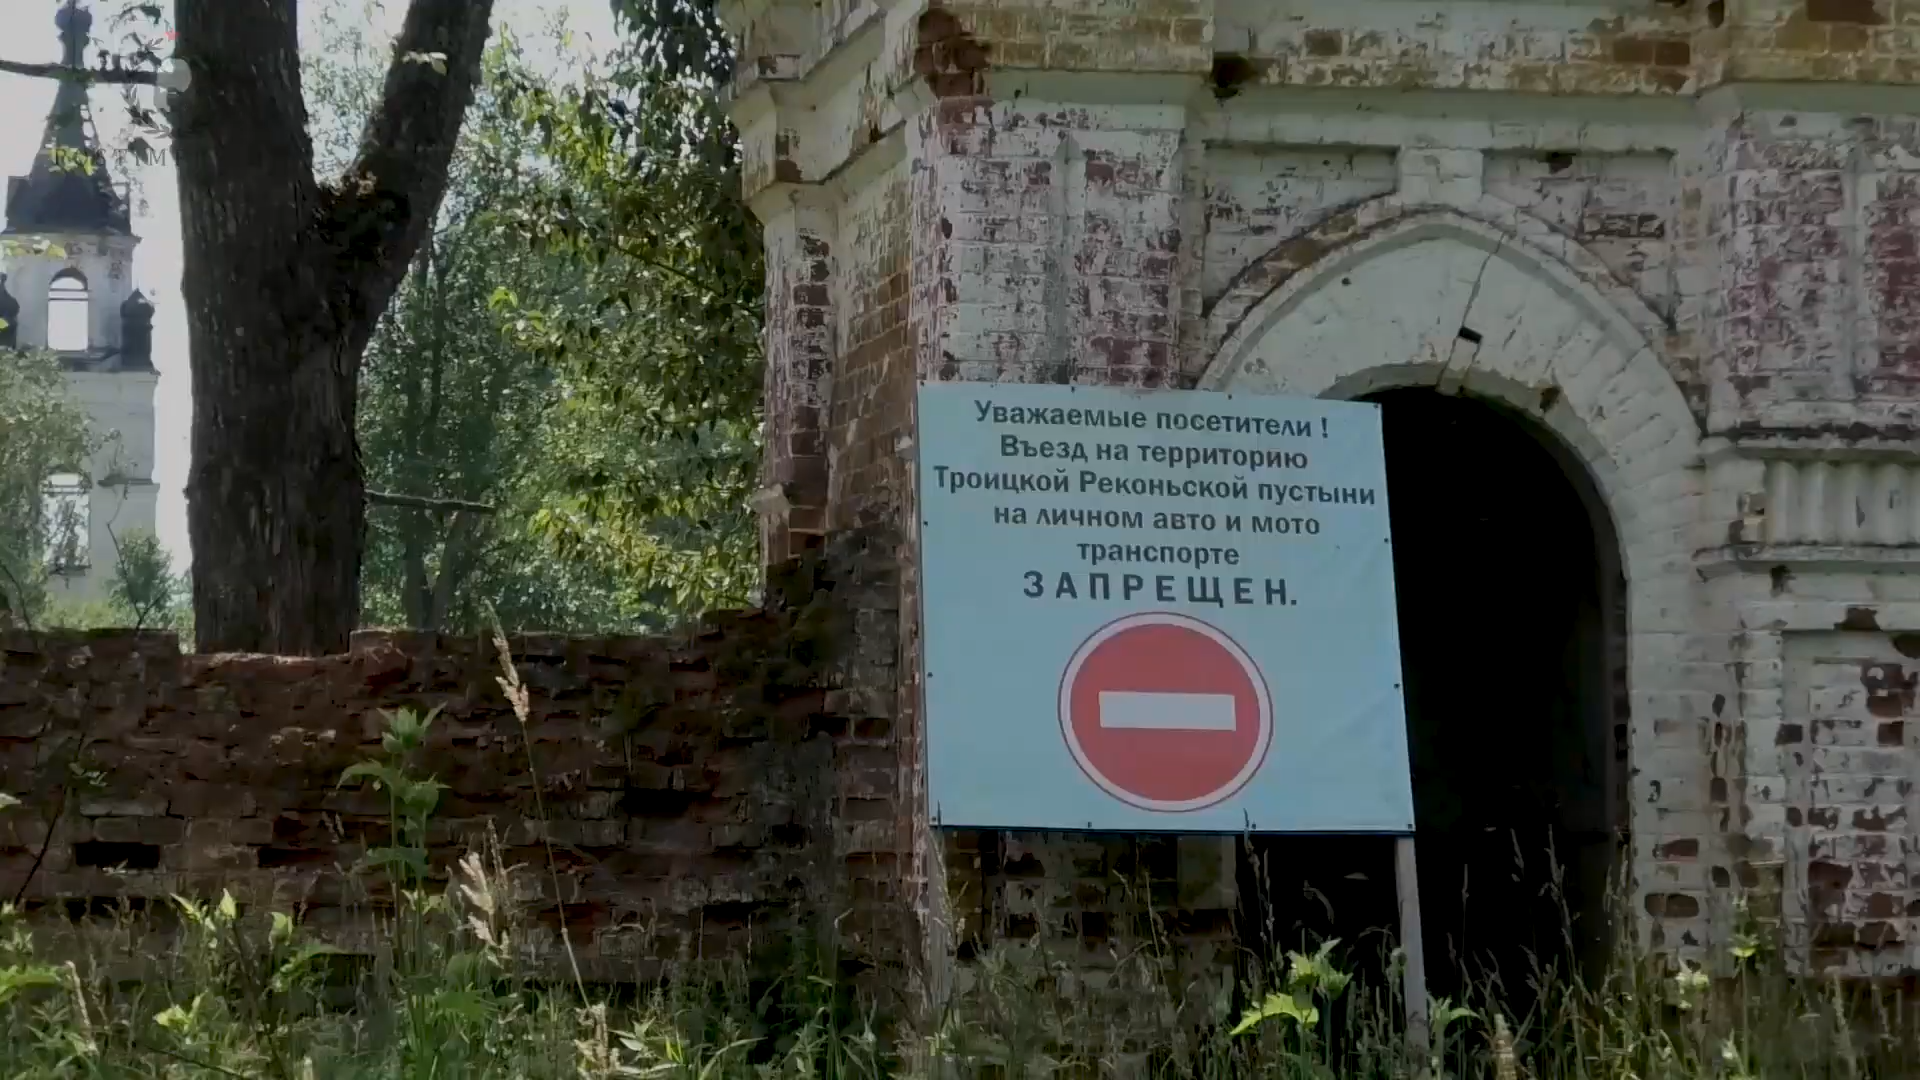 Уважаемые посетители !
Въезд на территорию
Троицкой Реконьской пустыни
на личном авто и мото
транспорте
ЗАПРЕЩЕН.